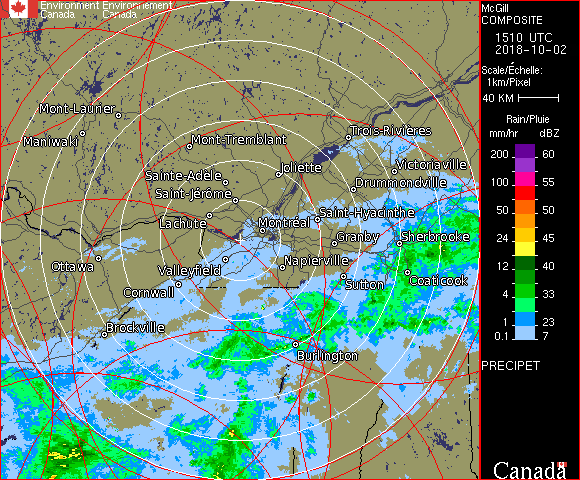 Environment Environnement
Canada Canada
McGill
COMPOSITE
1510 UTC
2018-10-02
Scale/Échelle:
1km/Pixel
40 KM
Rain/Pluie
mm/hr dBZ
200 60
100 55
50 50
24 45
12 40
4 33
1 23
0.1 7
PRECIPET
Canada
Mont-Laurier
Maniwaki
Mont-Tremblant
Trois-Rivières
Joliette
Victoriaville
Sainte-Adèle
Drummondville
Saint-Jérôme
Saint-Hyacinthe
Lachute
Montréal
Granby
Sherbrooke
Ottawa
Napierville
Valleyfield
Coaticook
Sutton
Cornwall
Brockville
Burlington